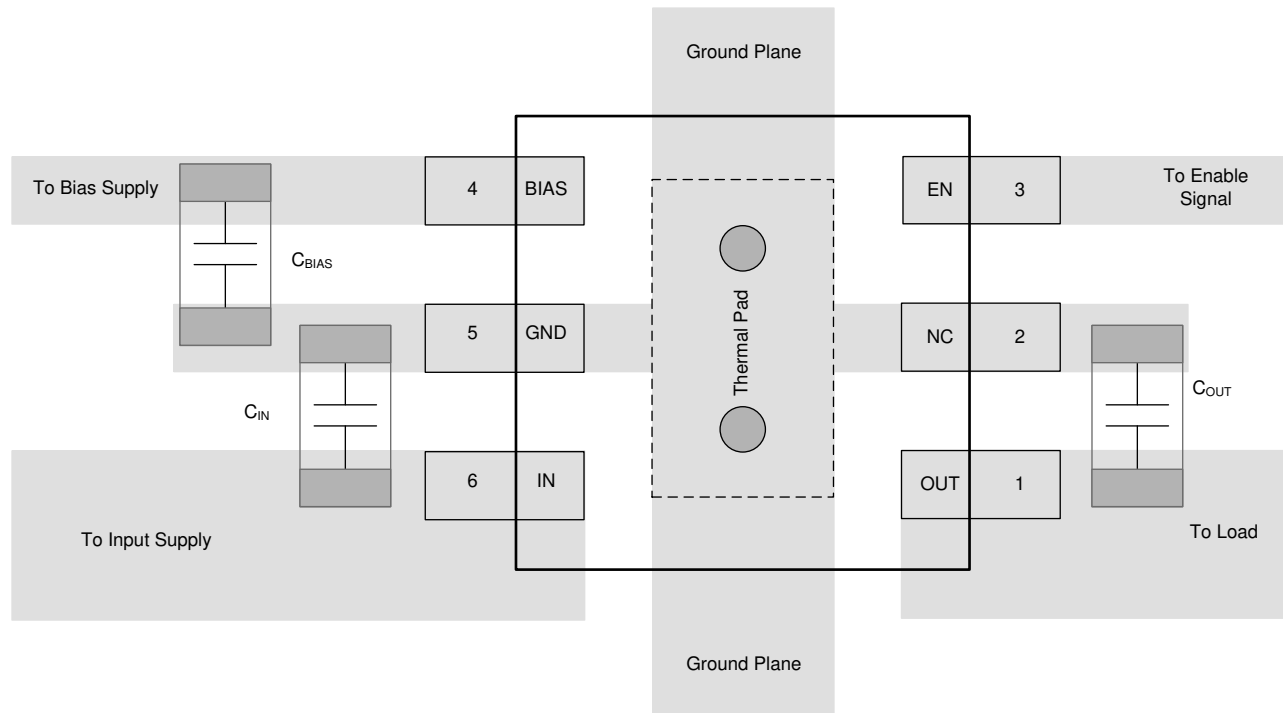 Ground Plane
To Bias Supply
4
BIAS
EN
3
To Enable
Signal
CBIAS
Thermal Pad
5
GND
NC
2
CIN
COUT
6
IN
OUT
1
To Input Supply
To Load
Ground Plane